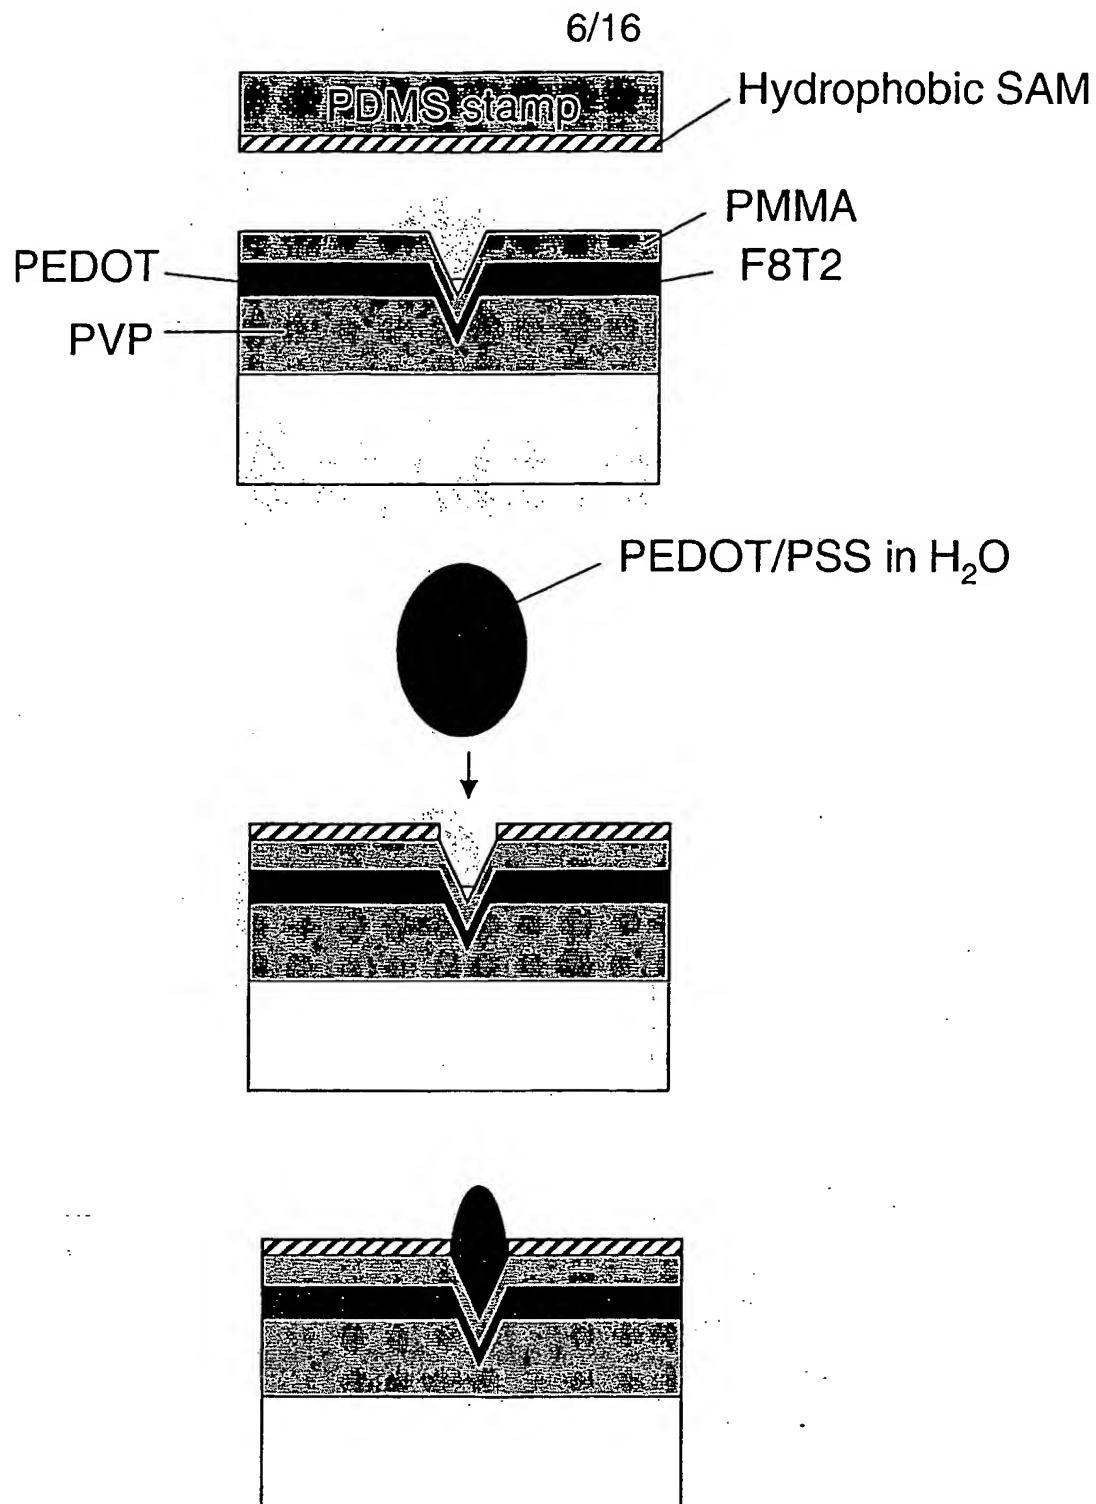 6/16
PDMS stamp
Hydrophobic SAM
PMMA
PEDOT
F8T2
PVP
PEDOT/PSS in H₂O